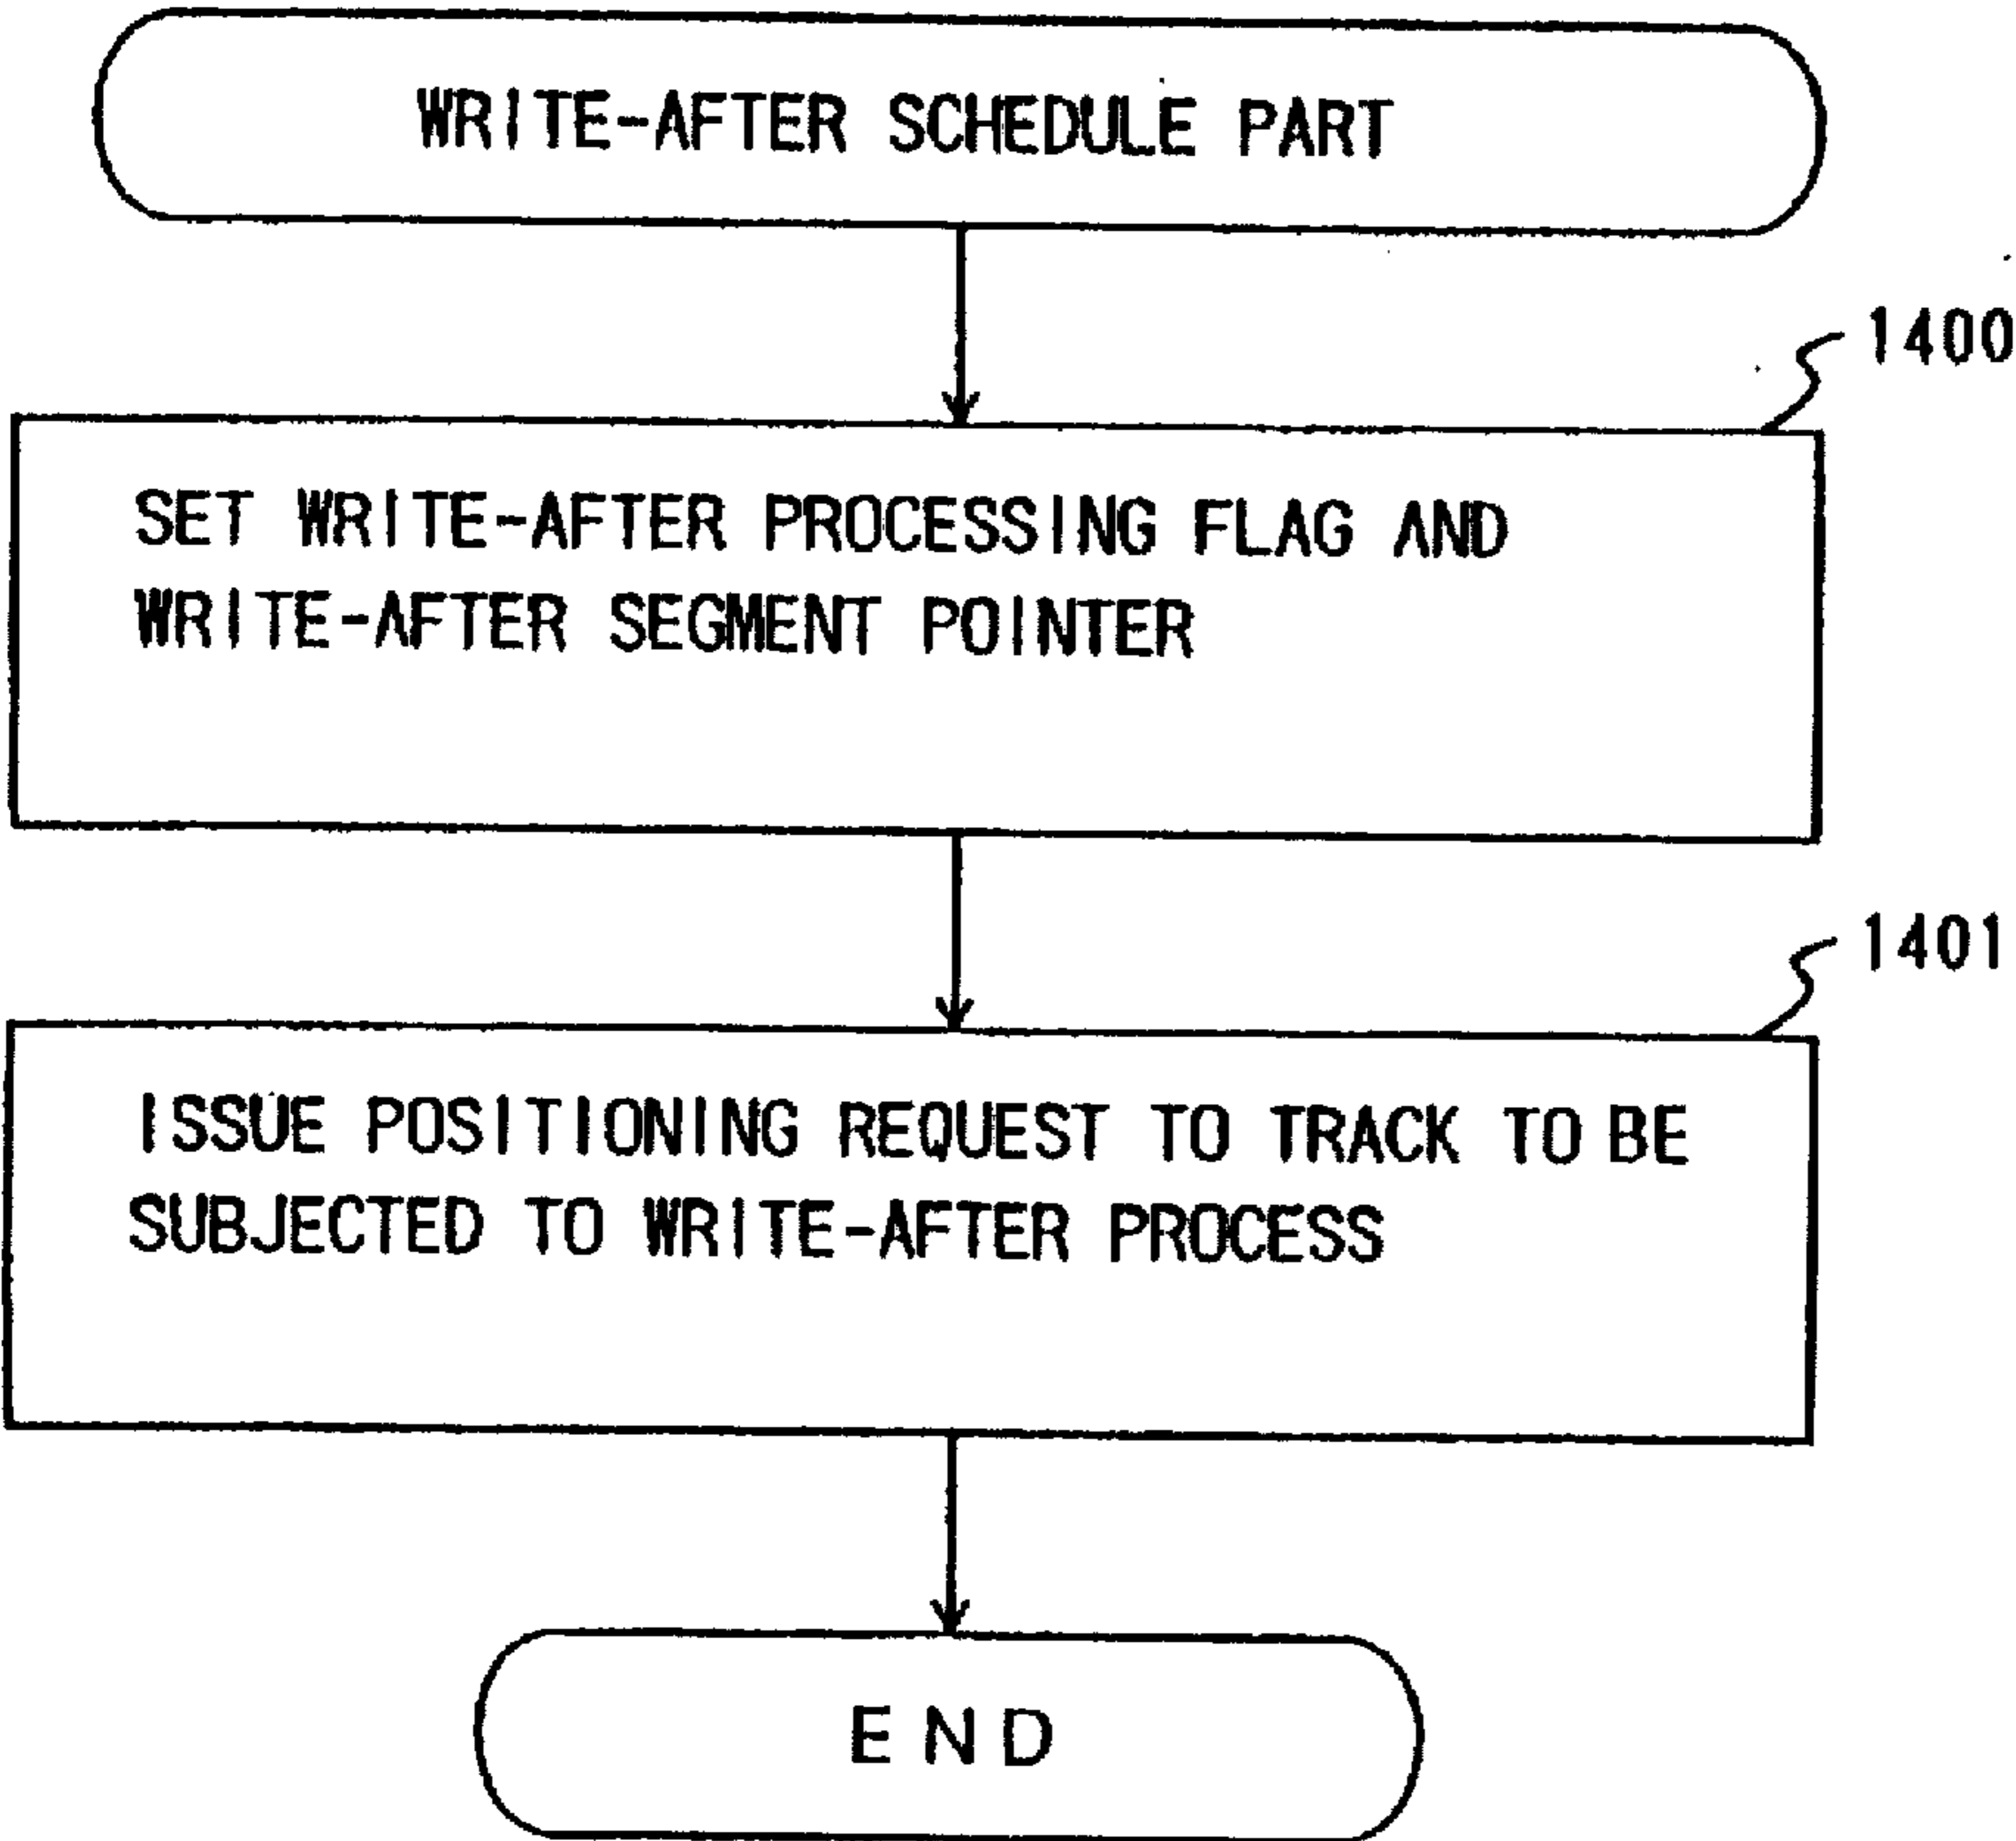 WRITE-AFTER SCHEDULE PART
1400
SET WRITE-AFTER PROCESSING FLAG AND
WRITE-AFTER SEGMENT POINTER
1401
ISSUE POSITIONING REQUEST TO TRACK TO BE
SUBJECTED TO WRITE-AFTER PROCESS
END